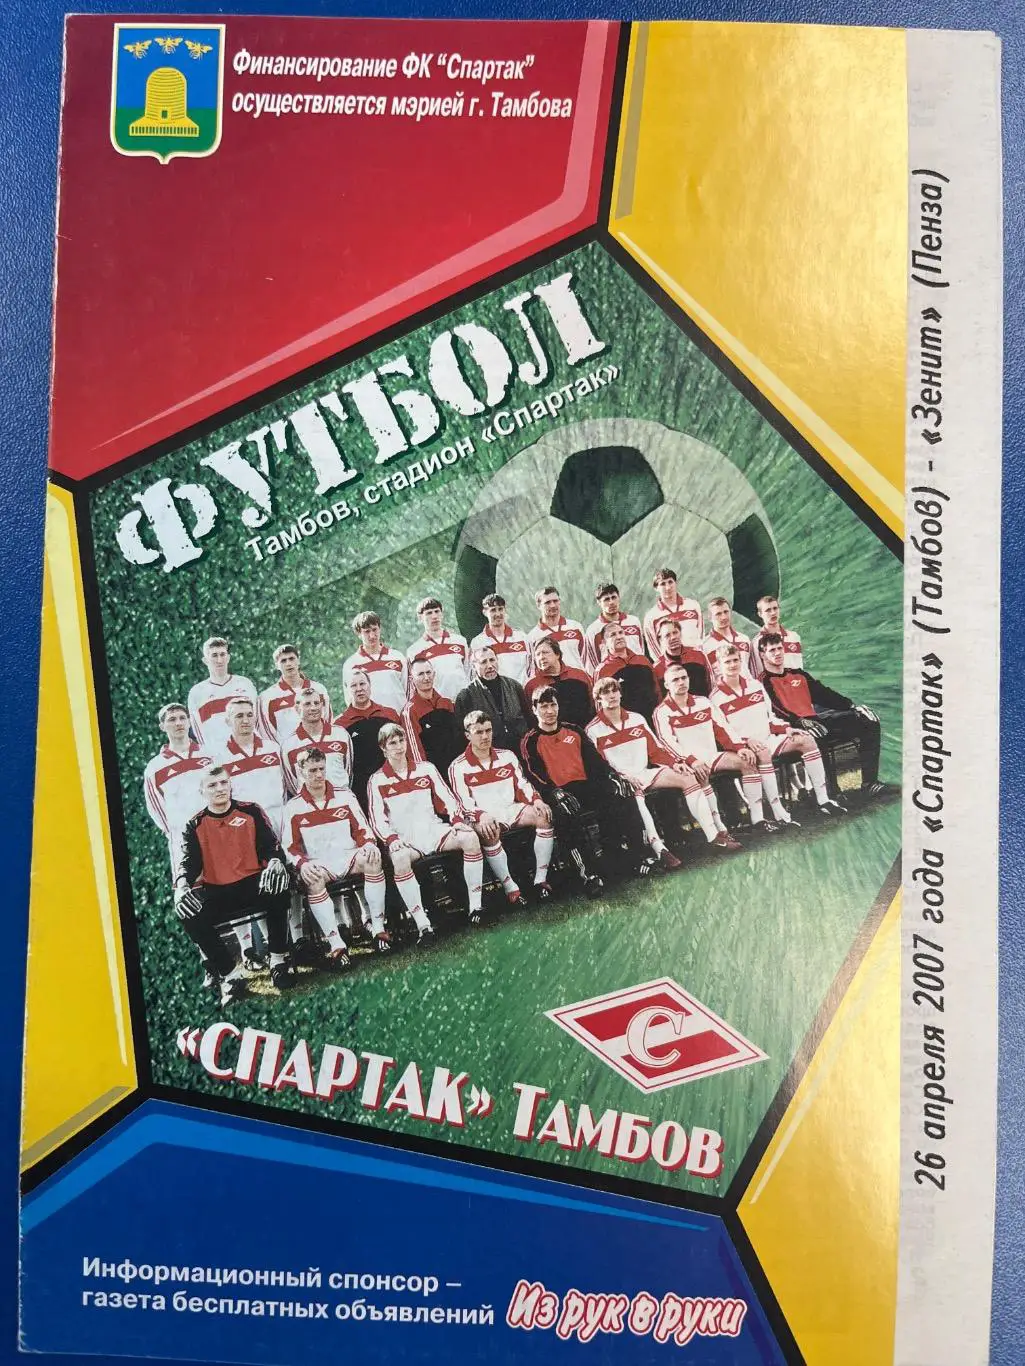 Финансирование ФК "Спартак"
осуществляется мэрией г. Тамбова
ФУТБОЛ
Тамбов, стадион «Спартак»
«СПАРТАК» ТАМБОВ
С
Информационный спонсор –
газета бесплатных объявлений
Из рук в руки
26 апреля 2007 года «Спартак» (Тамбов) - «Зенит» (Пенза)